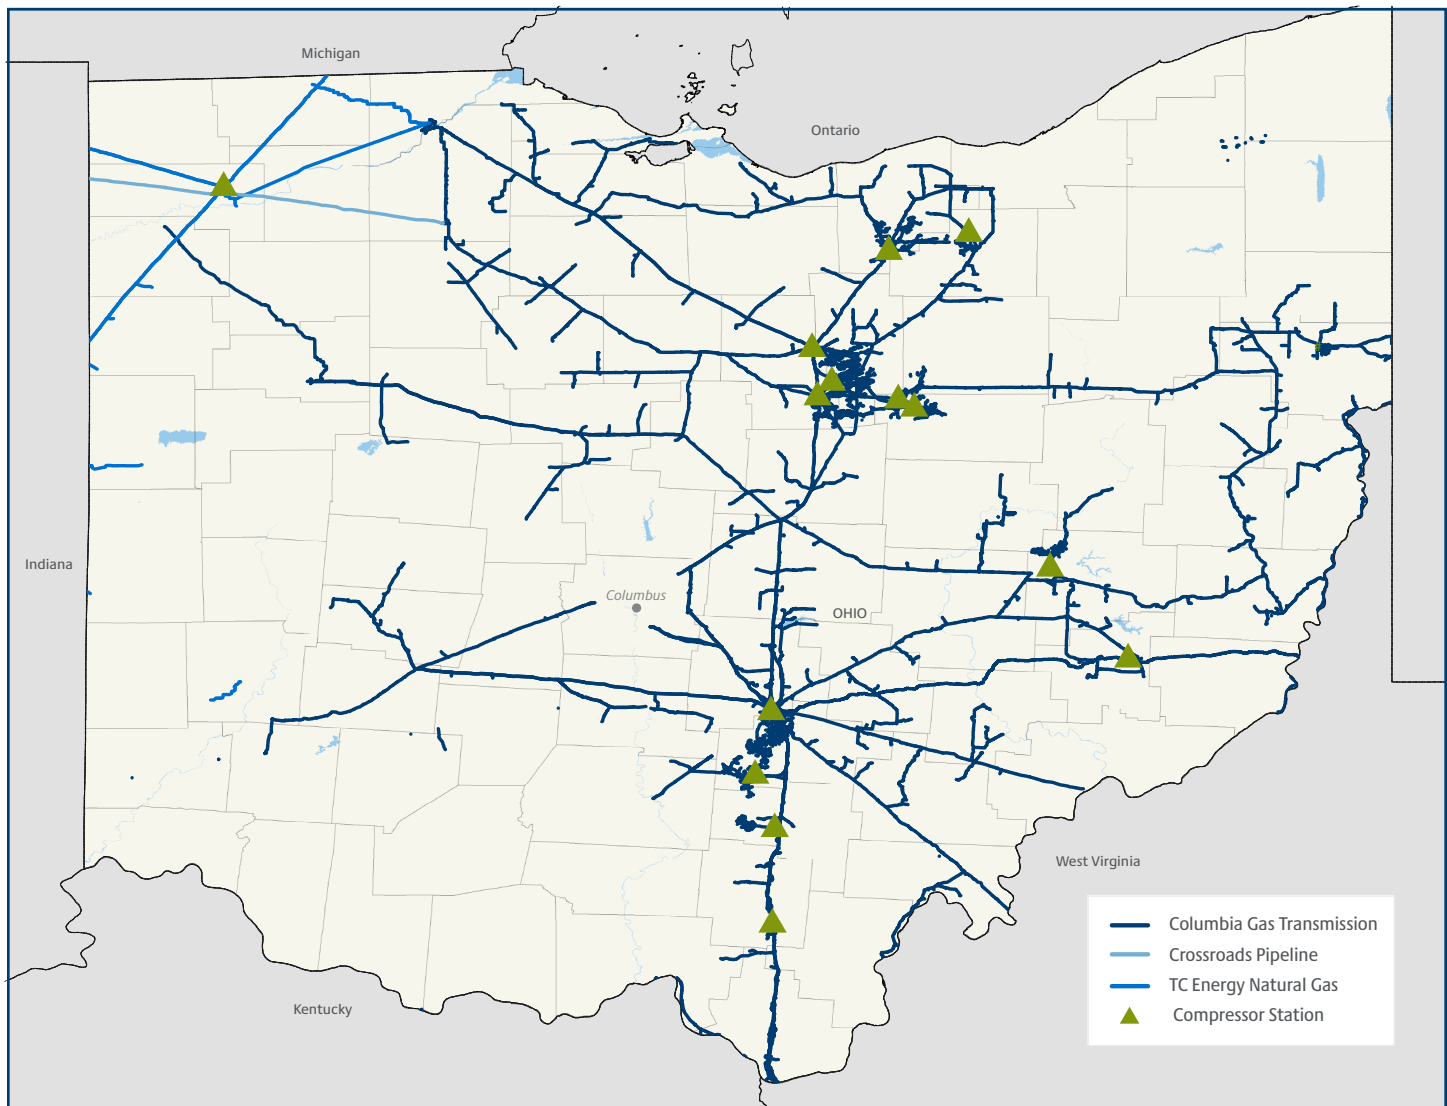 Michigan
Ontario
Indiana
Columbus
OHIO
West Virginia
Kentucky
Columbia Gas Transmission
Crossroads Pipeline
TC Energy Natural Gas
Compressor Station